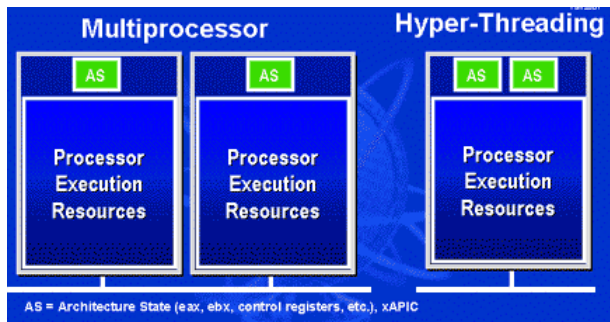 Multiprocessor
Hyper-Threading
AS
AS
AS
AS
Processor
Execution
Resources
Processor
Execution
Resources
Processor
Execution
Resources
AS = Architecture State (eax, ebx, control registers, etc.), xAPIC